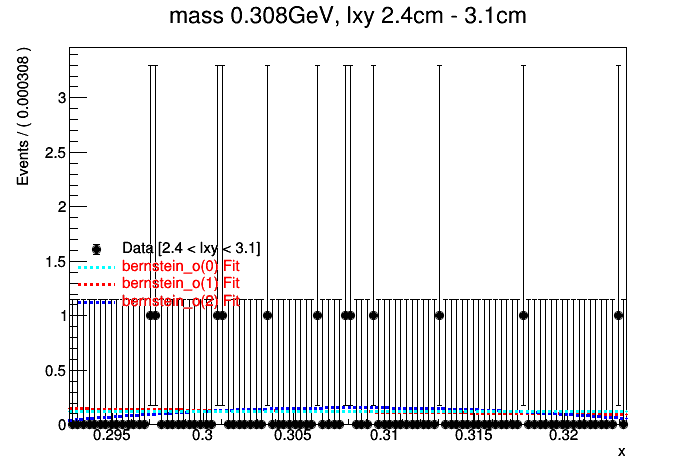 mass 0.308GeV, lxy 2.4cm - 3.1cm
Events / ( 0.000308 )
3
2.5
2
1.5
1
0.5
0
Data [2.4 < lxy < 3.1]
bernstein_o(0) Fit
bernstein_o(1) Fit
bernstein_o(2) Fit
0.295 0.3 0.305 0.31 0.315 0.32
x